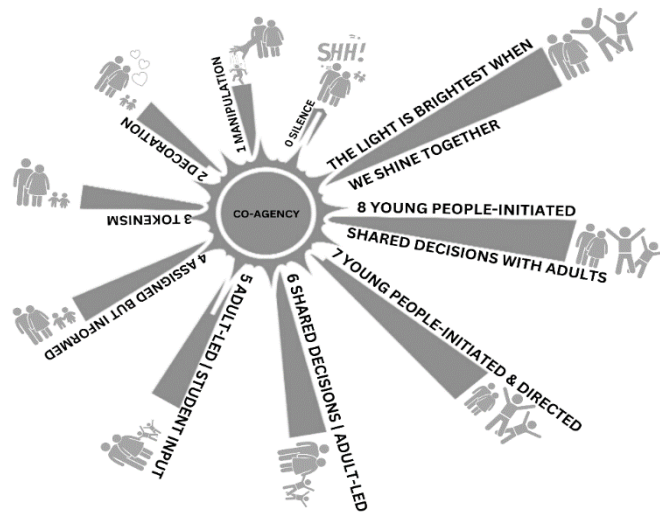 SHH!
CO-AGENCY
0 SILENCE
1 MANIPULATION
2 DECORATION
3 TOKENISM
4 ASSIGNED BUT INFORMED
5 ADULT-LED | STUDENT INPUT
6 SHARED DECISIONS | ADULT-LED
7 YOUNG PEOPLE-INITIATED & DIRECTED
8 YOUNG PEOPLE-INITIATED
SHARED DECISIONS WITH ADULTS
THE LIGHT IS BRIGHTEST WHEN
WE SHINE TOGETHER